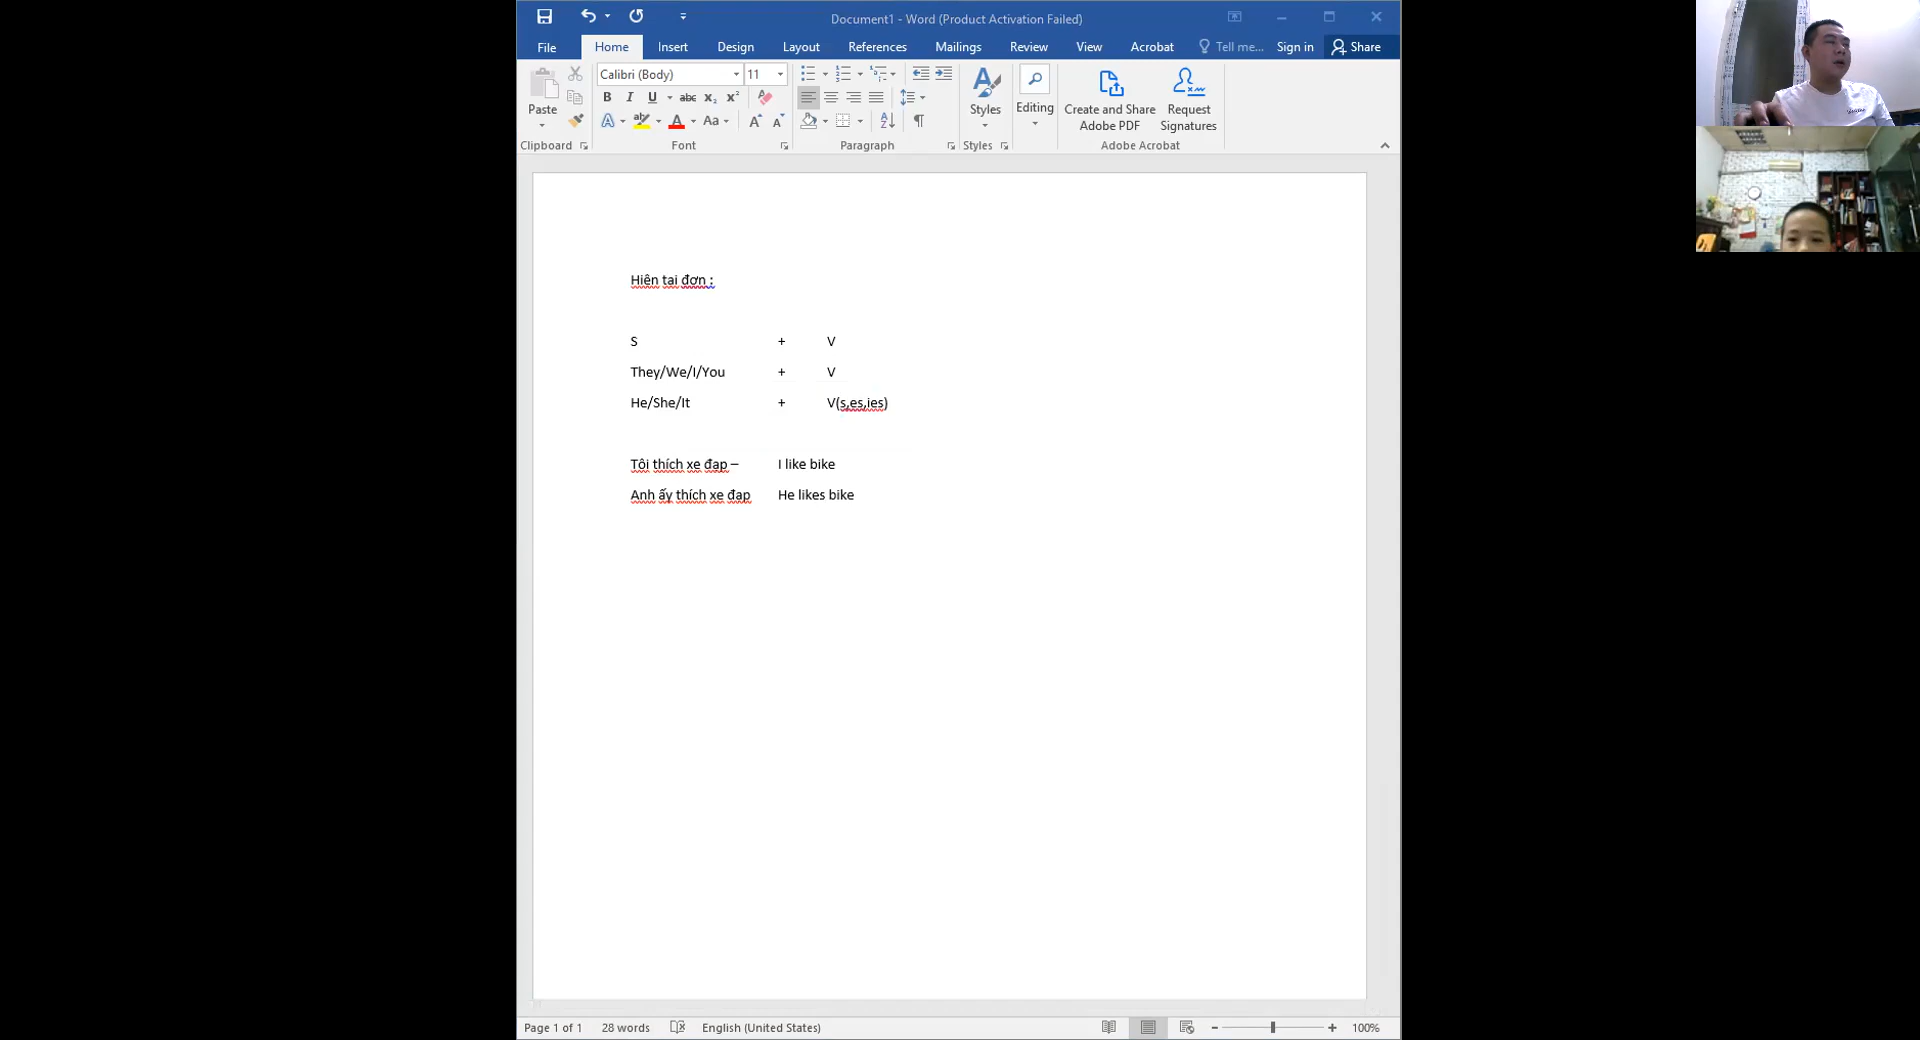 Document1 - Word (Product Activation Failed)
File Home Insert Design Layout References Mailings Review View Acrobat Tell me... Sign in Share
Paste
Calibri (Body) 11
Styles
Editing
Create and Share Adobe PDF
Request Signatures
Clipboard Font Paragraph Styles Adobe Acrobat
Hiện tại đơn :
S + V
They/We/I/You + V
He/She/It + V(s,es,ies)
Tôi thích xe đạp – I like bike
Anh ấy thích xe đạp He likes bike
Page 1 of 1 28 words English (United States) 100%